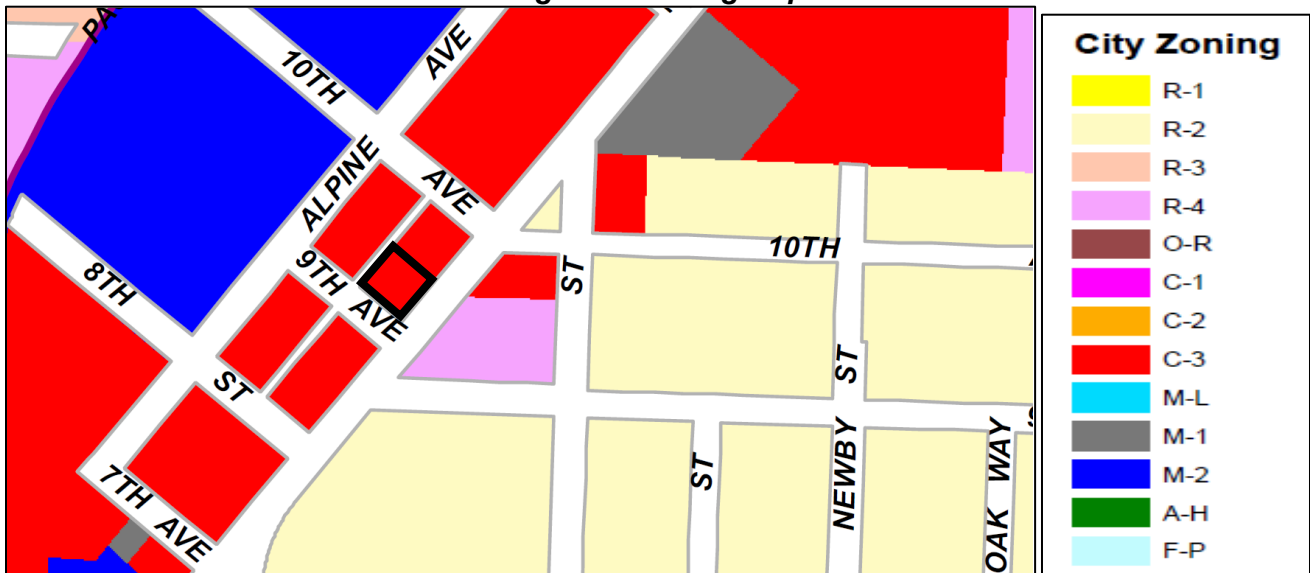 10TH
AVE
ALPINE
AVE
9TH AVE
8TH
ST
7TH AVE
ST
10TH
ST
NEWBY
ST
OAK WAY
City Zoning
R-1
R-2
R-3
R-4
O-R
C-1
C-2
C-3
M-L
M-1
M-2
A-H
F-P